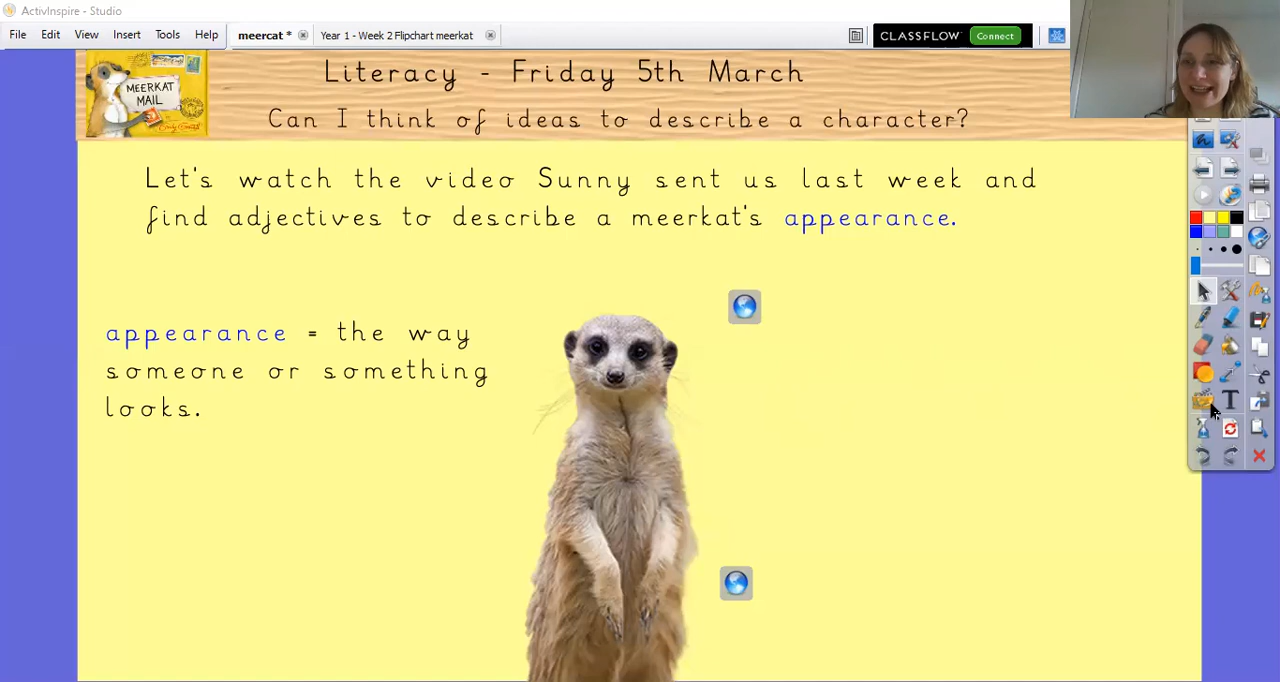 ActivInspire - Studio
File Edit View Insert Tools Help meercat * Year 1 - Week 2 Flipchart meerkat CLASSFLOW Connect
MEERKAT
MAIL
Literacy - Friday 5th March
Can I think of ideas to describe a character?
Let's watch the video Sunny sent us last week and
find adjectives to describe a meerkat's appearance.
appearance = the way
someone or something
looks.
T